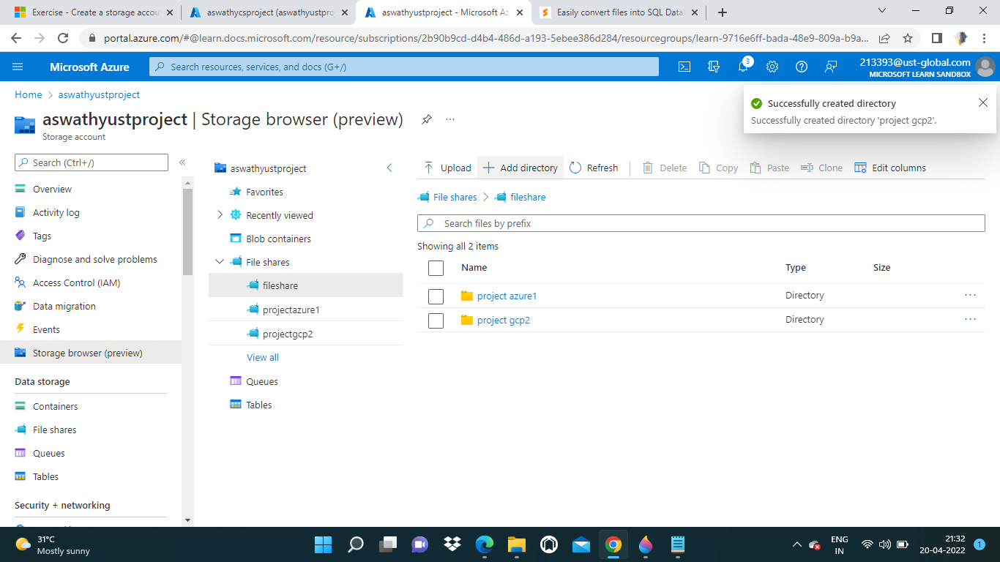 Exercise - Create a storage accou
aswathycsproject (aswathyustpro
aswathyustproject - Microsoft Az
Easily convert files into SQL Data
portal.azure.com/#@learn.docs.microsoft.com/resource/subscriptions/2b90b9cd-d4b4-486d-a193-5ebee386d284/resourcegroups/learn-9716e6ff-bada-48e9-809a-b9a...
Microsoft Azure
Search resources, services, and docs (G+/)
3
213393@ust-global.com
MICROSOFT LEARN SANDBOX
Home > aswathyustproject
Successfully created directory
Successfully created directory 'project gcp2'.
aswathyustproject | Storage browser (preview)
...
Storage account
Search (Ctrl+/)
Overview
Activity log
Tags
Diagnose and solve problems
Access Control (IAM)
Data migration
Events
Storage browser (preview)
Data storage
Containers
File shares
Queues
Tables
Security + networking
aswathyustproject
Favorites
Recently viewed
Blob containers
File shares
fileshare
projectazure1
projectgcp2
View all
Queues
Tables
Upload Add directory Refresh Delete Copy Paste Clone Edit columns
File shares > fileshare
Search files by prefix
Showing all 2 items
Name Type Size
project azure1 Directory ...
project gcp2 Directory ...
31°C
Mostly sunny
ENG
IN
21:32
20-04-2022
1